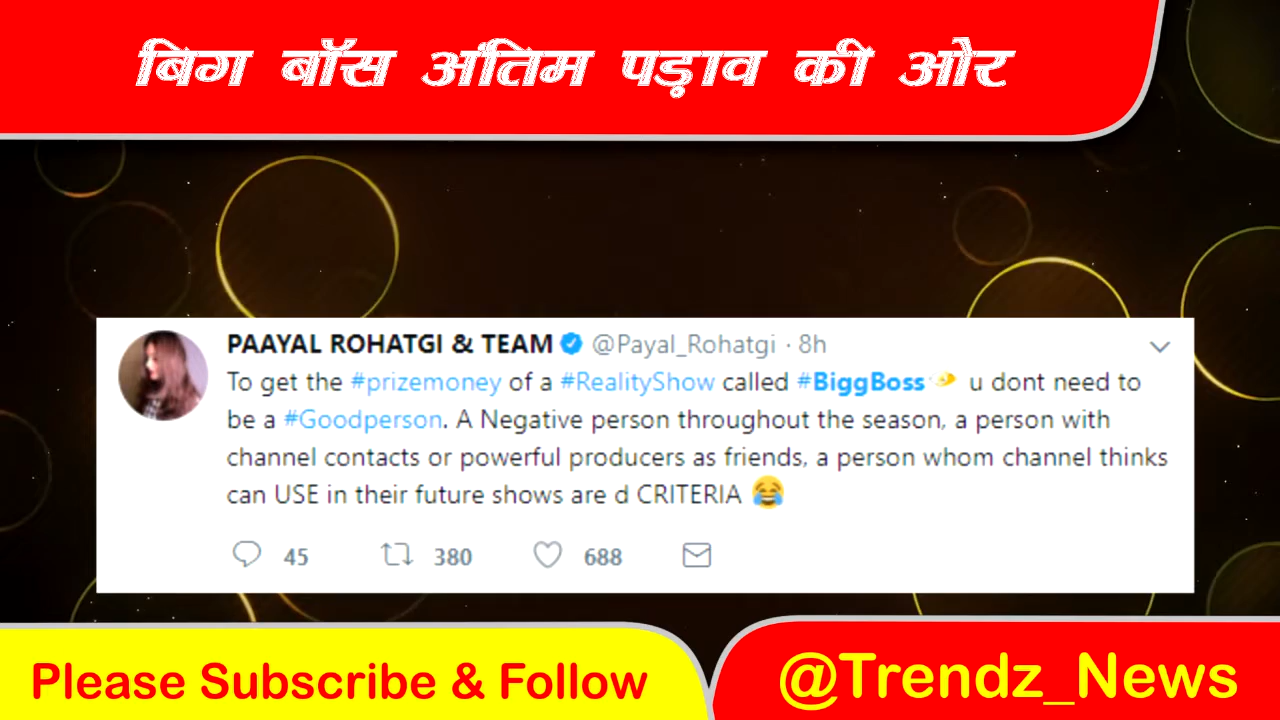 बिग बॉस अंतिम पड़ाव की ओर
PAAYAL ROHATGI & TEAM @Payal_Rohatgi · 8h
To get the #prizemoney of a #RealityShow called #BiggBoss u dont need to
be a #Goodperson. A Negative person throughout the season, a person with
channel contacts or powerful producers as friends, a person whom channel thinks
can USE in their future shows are d CRITERIA 😂
45 380 688
Please Subscribe & Follow
@Trendz_News